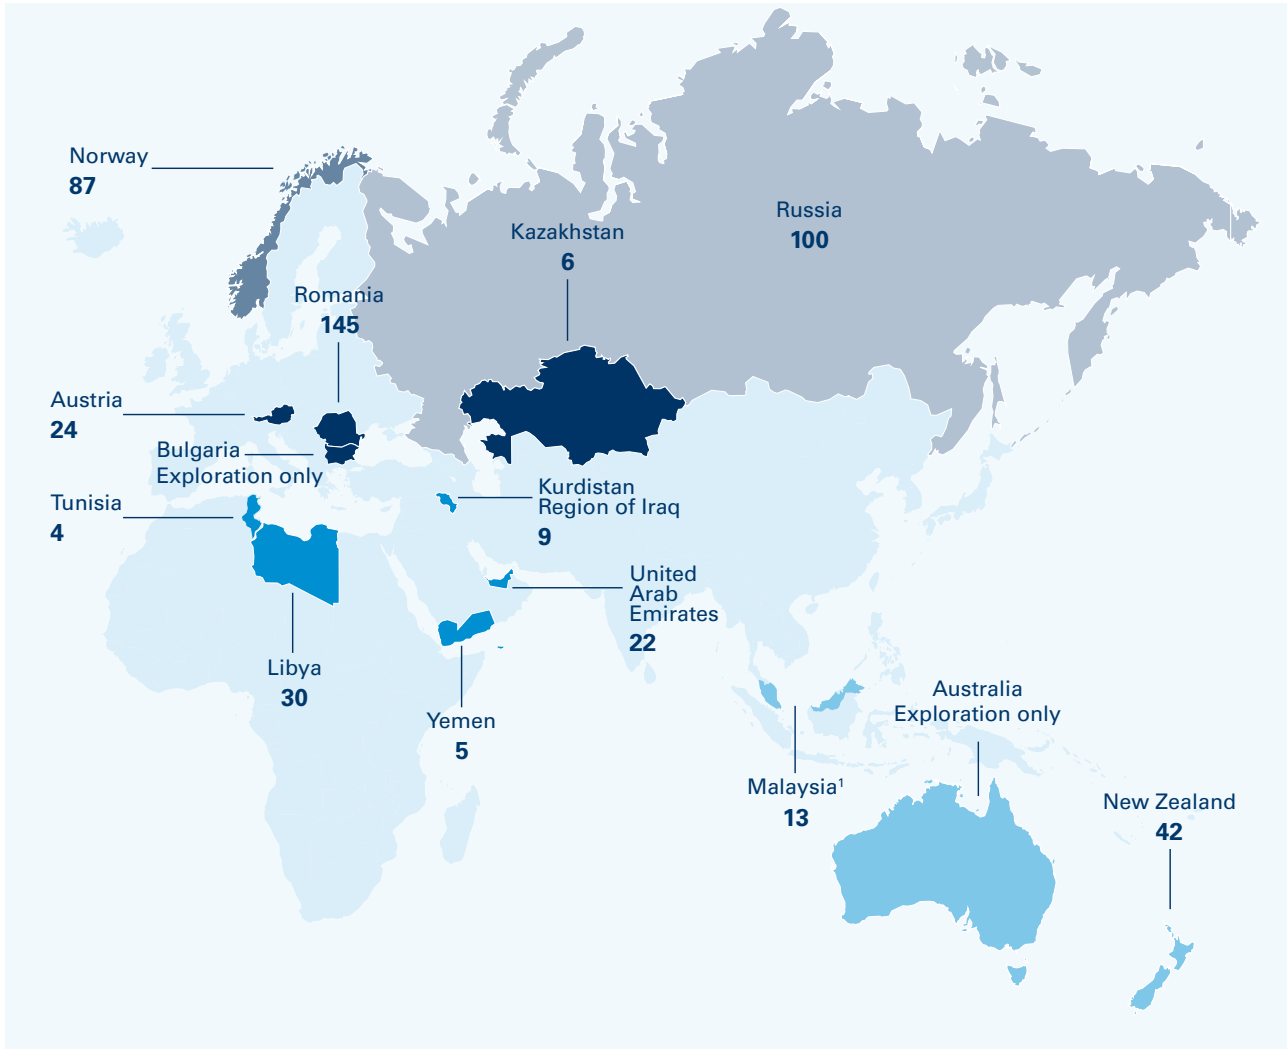 Norway
87
Russia
100
Kazakhstan
6
Romania
145
Austria
24
Bulgaria
Exploration only
Tunisia
4
Kurdistan
Region of Iraq
9
United
Arab
Emirates
22
Libya
30
Yemen
5
Australia
Exploration only
Malaysia¹
13
New Zealand
42